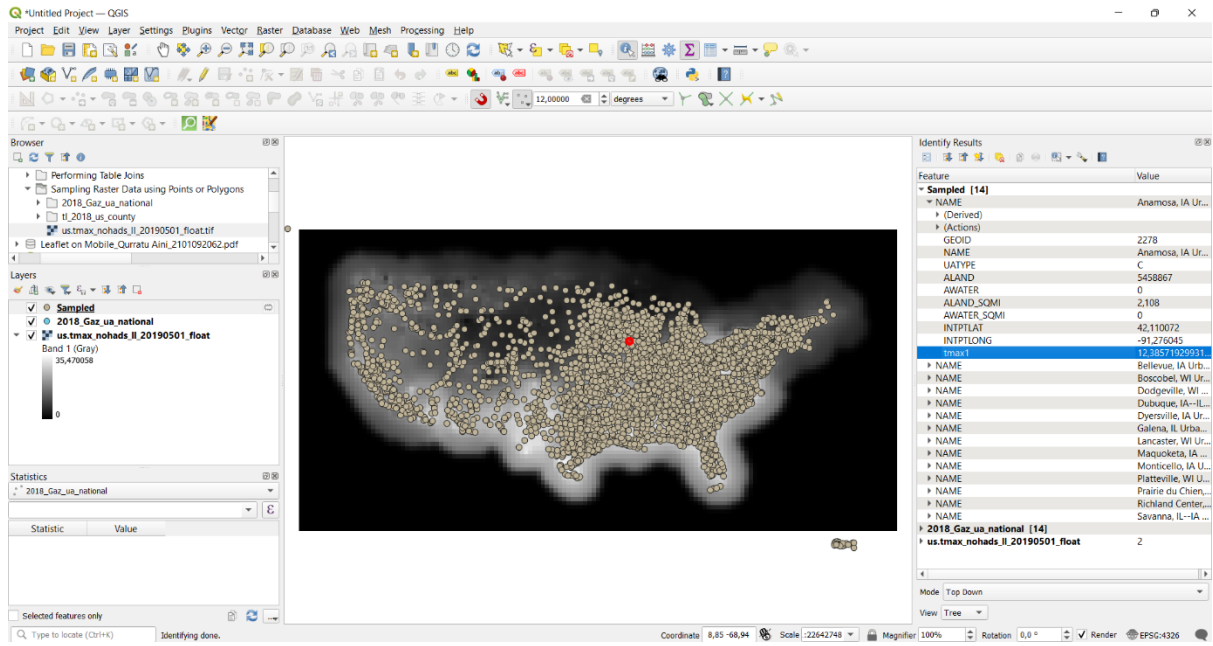 *Untitled Project — QGIS
Project Edit View Layer Settings Plugins Vector Raster Database Web Mesh Processing Help
12,00000 degrees
Browser
Performing Table Joins
Sampling Raster Data using Points or Polygons
2018_Gaz_ua_national
tl_2018_us_county
us.tmax_nohads_ll_20190501_float.tif
Leaflet on Mobile_Qurratu Aini_2101092062.pdf
Layers
Sampled
2018_Gaz_ua_national
us.tmax_nohads_ll_20190501_float
Band 1 (Gray)
35,470058
0
Statistics
2018_Gaz_ua_national
ε
Statistic Value
Selected features only
Type to locate (Ctrl+K) Identifying done.
Identify Results
Feature Value
Sampled [14]
NAME Anamosa, IA Ur...
(Derived)
(Actions)
GEOID 2278
NAME Anamosa, IA Ur...
UATYPE C
ALAND 5458867
AWATER 0
ALAND_SQMI 2,108
AWATER_SQMI 0
INTPTLAT 42,110072
INTPTLONG -91,276045
tmax1 12,38571929931...
NAME Bellevue, IA Urb...
NAME Boscobel, WI Ur...
NAME Dodgeville, WI ...
NAME Dubuque, IA--IL...
NAME Dyersville, IA Ur...
NAME Galena, IL Urba...
NAME Lancaster, WI Ur...
NAME Maquoketa, IA ...
NAME Monticello, IA U...
NAME Platteville, WI U...
NAME Prairie du Chien,...
NAME Richland Center,...
NAME Savanna, IL--IA ...
2018_Gaz_ua_national [14]
us.tmax_nohads_ll_20190501_float 2
Mode Top Down
View Tree
Coordinate 8,85 -68,94 Scale :22642748 Magnifier 100% Rotation 0,0 ° Render EPSG:4326